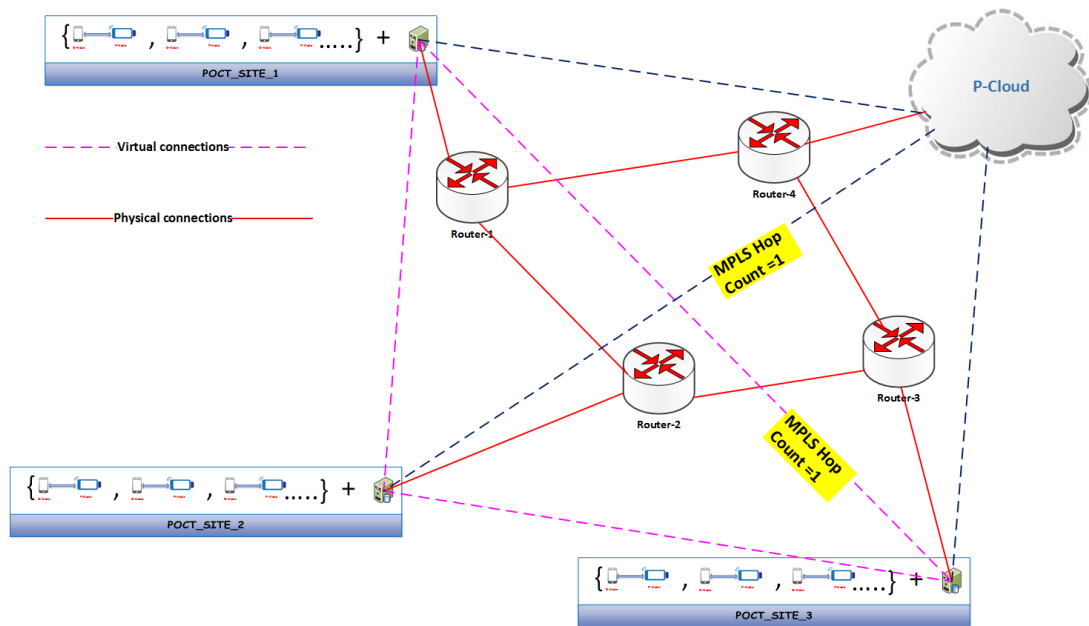 { , , .....} +
POCT_SITE_1
P-Cloud
Virtual connections
Physical connections
Router-4
Router-1
MPLS Hop
Count =1
Router-3
Router-2
MPLS Hop
Count =1
{ , , .....} +
POCT_SITE_2
{ , , .....} +
POCT_SITE_3